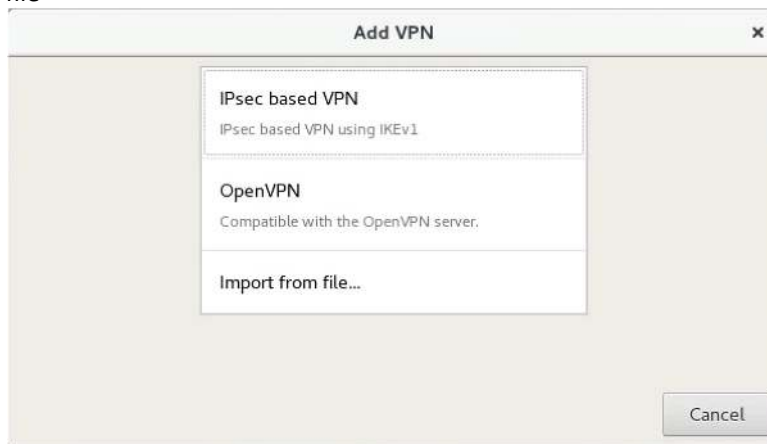 Add VPN ×
IPsec based VPN
IPsec based VPN using IKEv1
OpenVPN
Compatible with the OpenVPN server.
Import from file...
Cancel